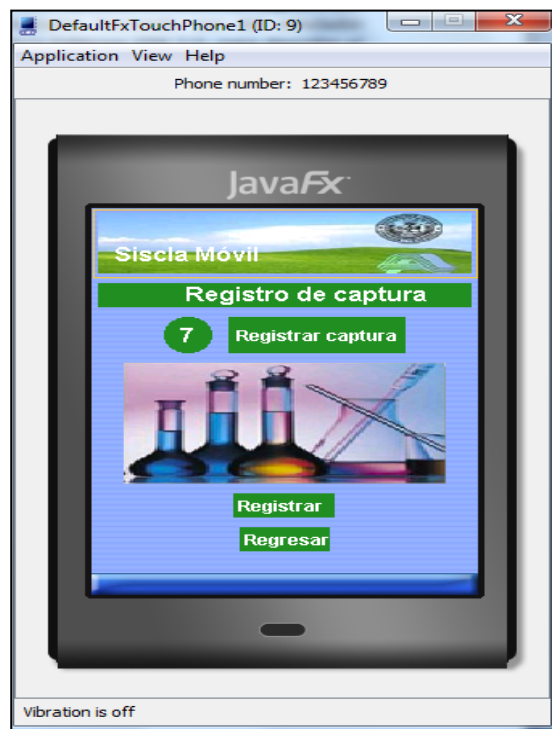 DefaultFxTouchPhone1 (ID: 9)
Application View Help
Phone number: 123456789
JavaFx
Siscla Móvil
Registro de captura
7 Registrar captura
Registrar
Regresar
Vibration is off